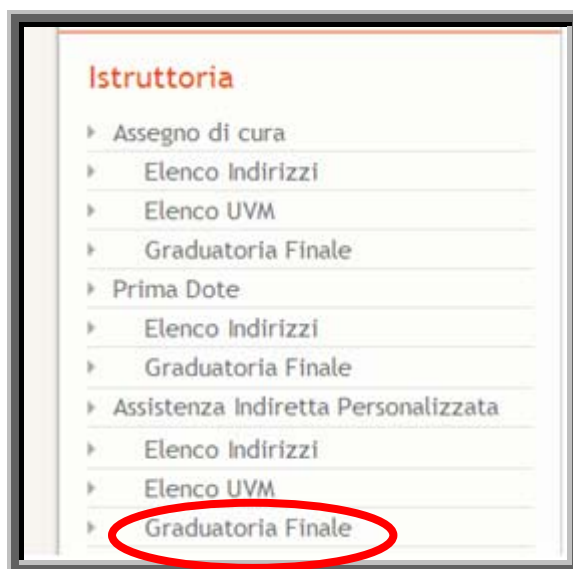 Istruttoria
Assegno di cura
Elenco Indirizzi
Elenco UVM
Graduatoria Finale
Prima Dote
Elenco Indirizzi
Graduatoria Finale
Assistenza Indiretta Personalizzata
Elenco Indirizzi
Elenco UVM
Graduatoria Finale